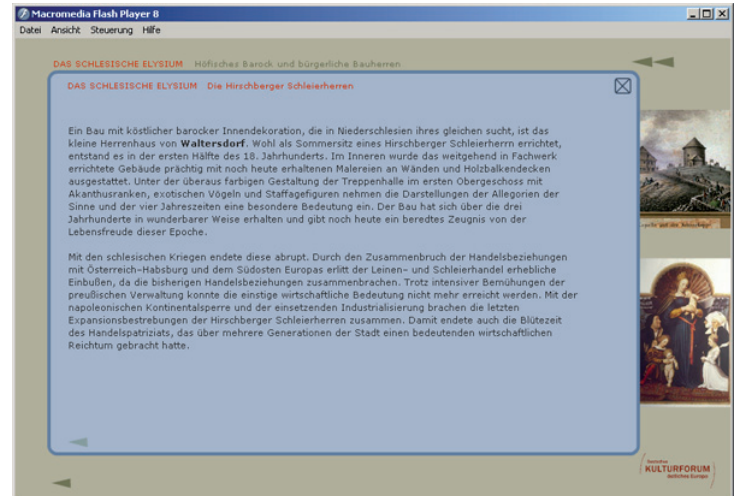 Macromedia Flash Player 8
Datei Ansicht Steuerung Hilfe
DAS SCHLESISCHE ELYSIUM Höfisches Barock und bürgerliche Bauherren
DAS SCHLESISCHE ELYSIUM Die Hirschberger Schleierherren
Ein Bau mit köstlicher barocker Innendekoration, die in Niederschlesien ihres gleichen sucht, ist das
kleine Herrenhaus von Waltersdorf. Wohl als Sommersitz eines Hirschberger Schleierherrn errichtet,
entstand es in der ersten Hälfte des 18. Jahrhunderts. Im Inneren wurde das weitgehend in Fachwerk
errichtete Gebäude prächtig mit noch heute erhaltenen Malereien an Wänden und Holzbalkendecken
ausgestattet. Unter der überaus farbigen Gestaltung der Treppenhalle im ersten Obergeschoss mit
Akanthusranken, exotischen Vögeln und Staffagefiguren nehmen die Darstellungen der Allegorien der
Sinne und der vier Jahreszeiten eine besondere Bedeutung ein. Der Bau hat sich über die drei
Jahrhunderte in wunderbarer Weise erhalten und gibt noch heute ein beredtes Zeugnis von der
Lebensfreude dieser Epoche.
Mit den schlesischen Kriegen endete diese abrupt. Durch den Zusammenbruch der Handelsbeziehungen
mit Österreich-Habsburg und dem Südosten Europas erlitt der Leinen- und Schleierhandel erhebliche
Einbußen, da die bisherigen Handelsbeziehungen zusammenbrachen. Trotz intensiver Bemühungen der
preußischen Verwaltung konnte die einstige wirtschaftliche Bedeutung nicht mehr erreicht werden. Mit der
napoleonischen Kontinentalsperre und der einsetzenden Industrialisierung brachen die letzten
Expansionsbestrebungen der Hirschberger Schleierherren zusammen. Damit endete auch die Blütezeit
des Handelspatriziats, das über mehrere Generationen der Stadt einen bedeutenden wirtschaftlichen
Reichtum gebracht hatte.
Deutsches
KULTURFORUM
östliches Europa